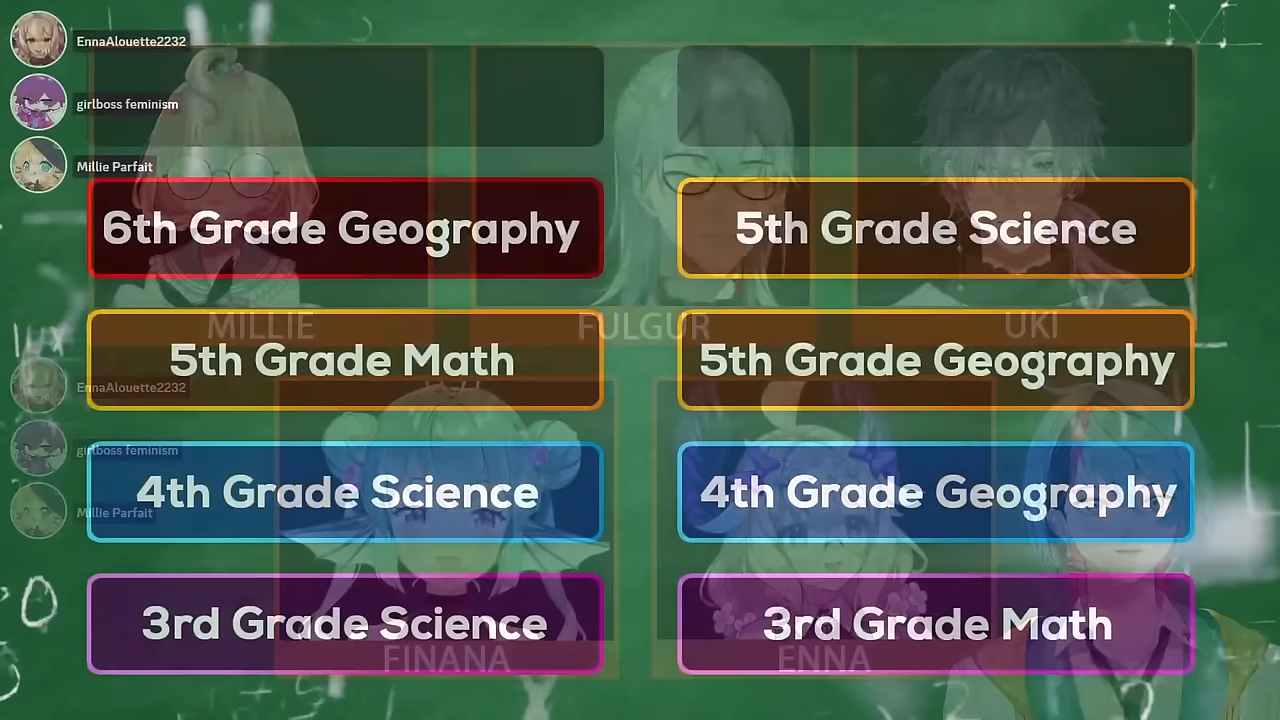 EnnaAlouette2232
girlboss feminism
Millie Parfait
6th Grade Geography
5th Grade Science
MILLIE
FULGUR
UKI
5th Grade Math
5th Grade Geography
EnnaAlouette2232
girlboss feminism
Millie Parfait
4th Grade Science
4th Grade Geography
3rd Grade Science
3rd Grade Math
FINANA
ENNA